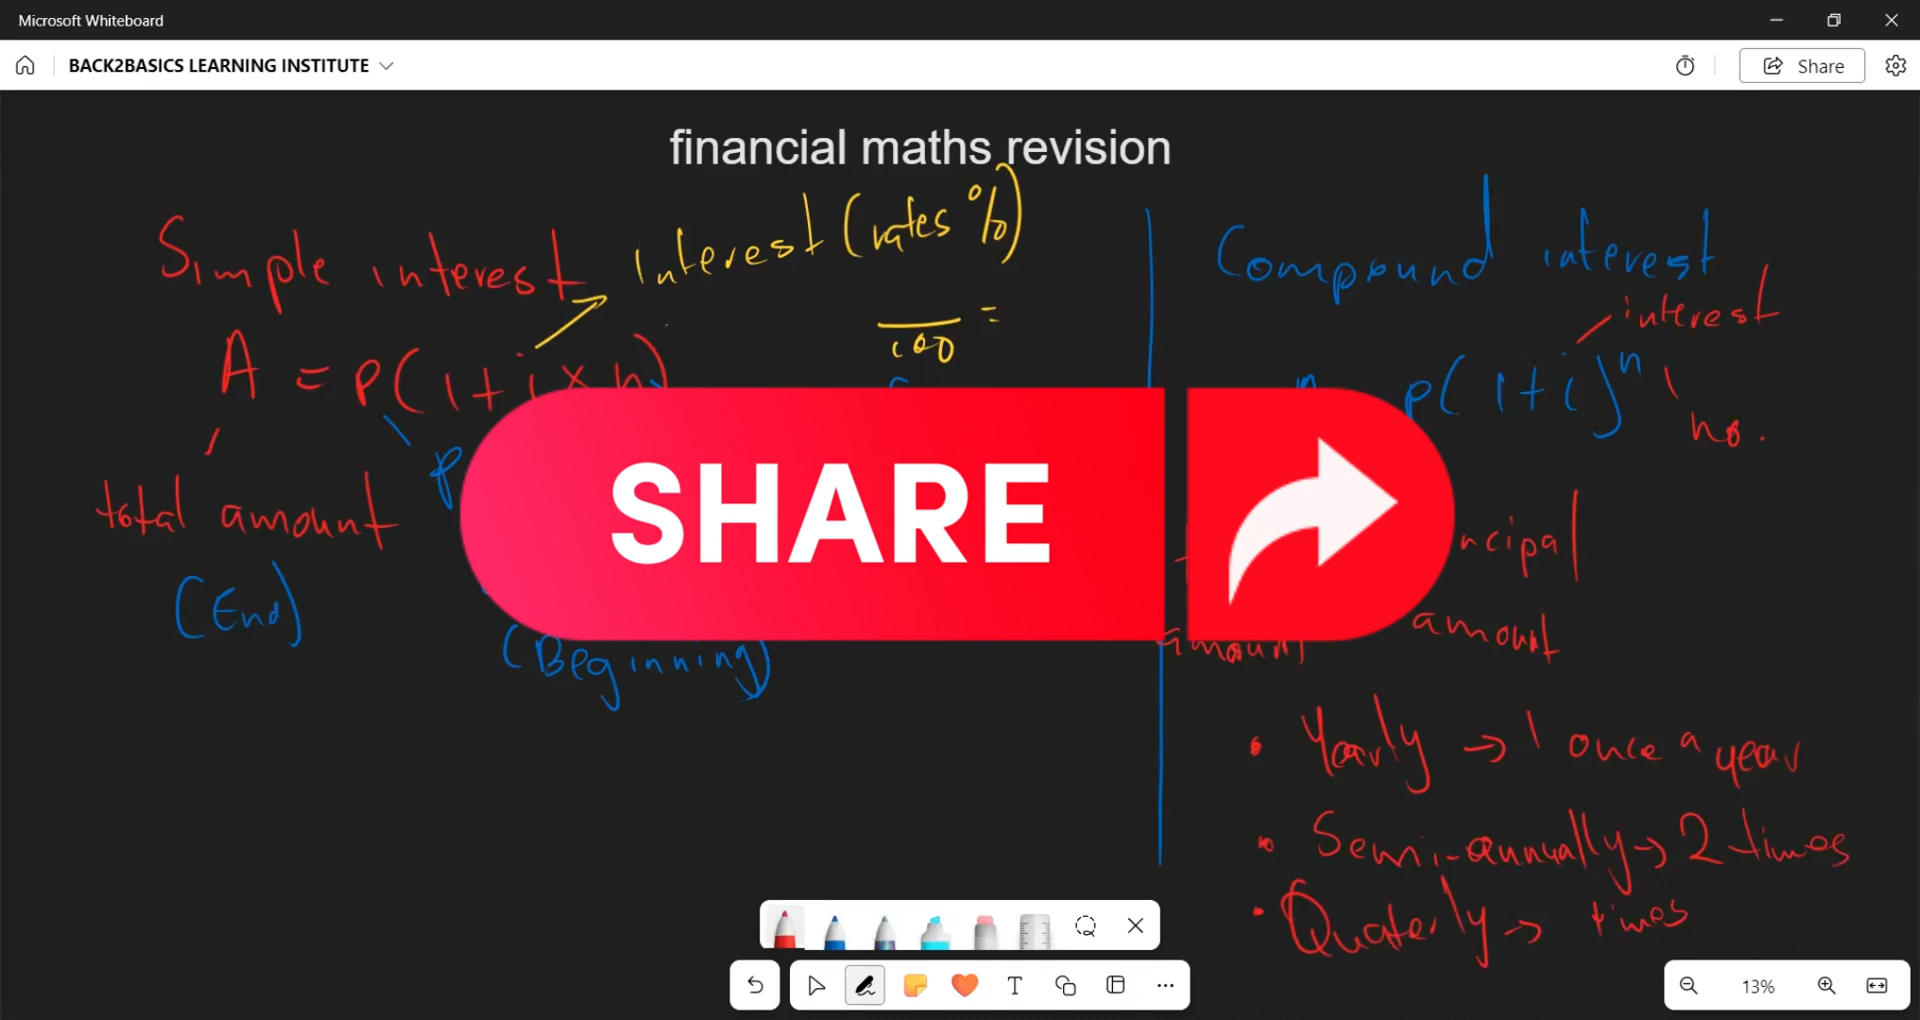 Microsoft Whiteboard
BACK2BASICS LEARNING INSTITUTE
Share
financial maths revision
Simple interest
Interest (rates %)
100 =
A = P(1+i×n)
total amount
(End)
(Beginning)
SHARE
Compound interest
interest
P(1+i)^n
no.
amount
amount
• Yearly → 1 once a year
• Semi-annually → 2 times
• Quaterly → times
13%